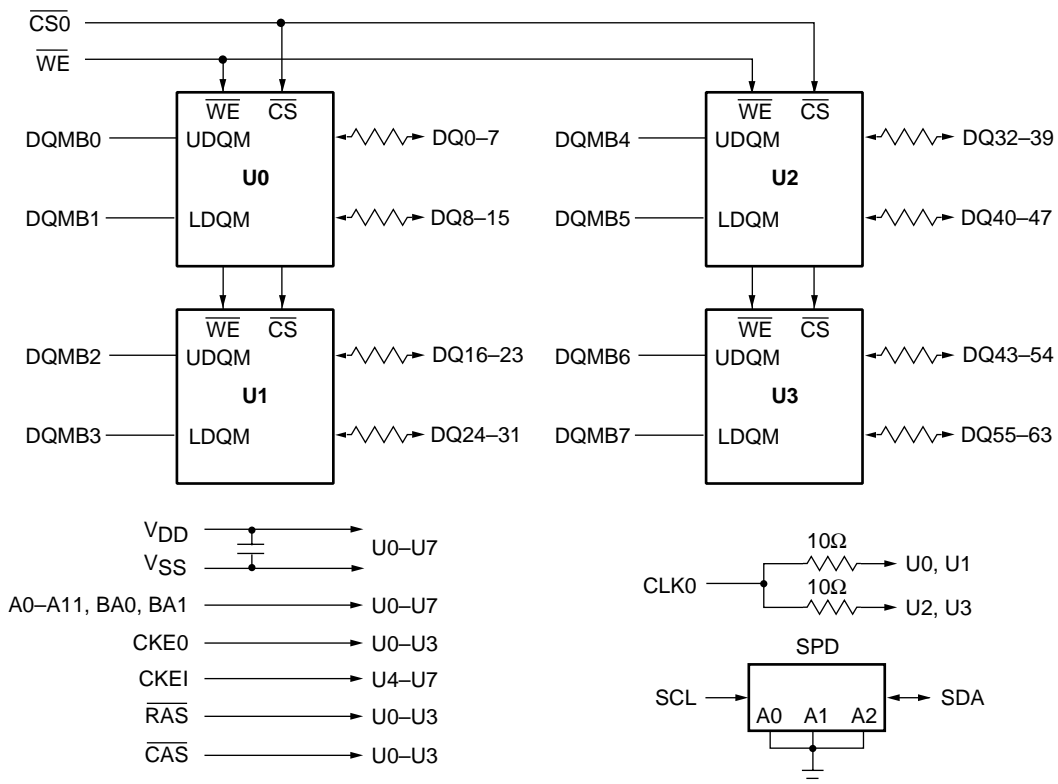 CS0
WE
WE CS
DQMB0 UDQM DQ0–7
U0
DQMB1 LDQM DQ8–15
WE CS
DQMB4 UDQM DQ32–39
U2
DQMB5 LDQM DQ40–47
WE CS
DQMB2 UDQM DQ16–23
U1
DQMB3 LDQM DQ24–31
WE CS
DQMB6 UDQM DQ43–54
U3
DQMB7 LDQM DQ55–63
VDD
VSS
U0–U7
A0–A11, BA0, BA1 U0–U7
CKE0 U0–U3
CKEI U4–U7
RAS U0–U3
CAS U0–U3
CLK0
10Ω
U0, U1
10Ω
U2, U3
SPD
SCL SDA
A0 A1 A2